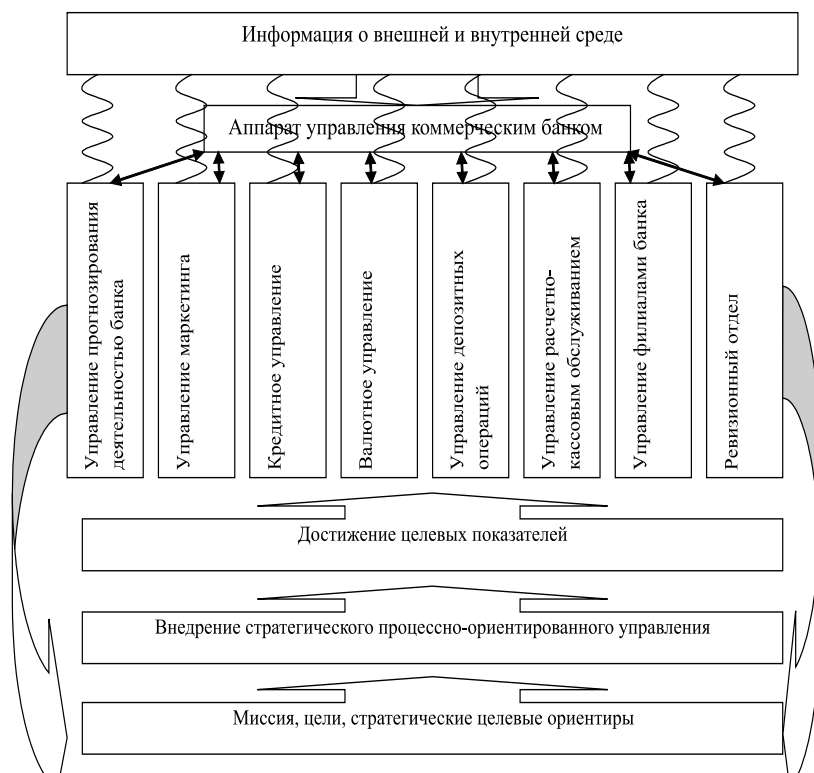 Информация о внешней и внутренней среде
Аппарат управления коммерческим банком
Управление прогнозирования
деятельностью банка
Управление маркетинга
Кредитное управление
Валютное управление
Управление депозитных
операций
Управление расчетно-
кассовым обслуживанием
Управление филиалами банка
Ревизионный отдел
Достижение целевых показателей
Внедрение стратегического процессно-ориентированного управления
Миссия, цели, стратегические целевые ориентиры